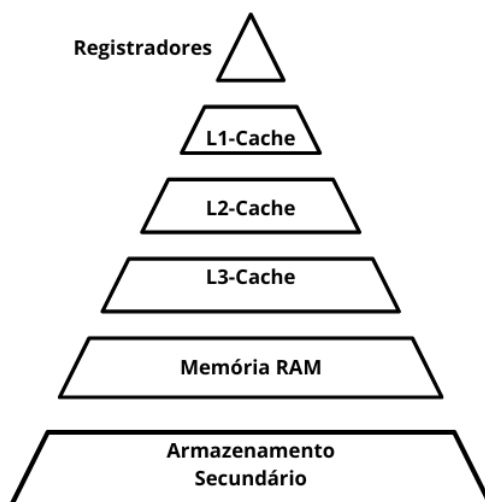 Registradores
L1-Cache
L2-Cache
L3-Cache
Memória RAM
Armazenamento
Secundário